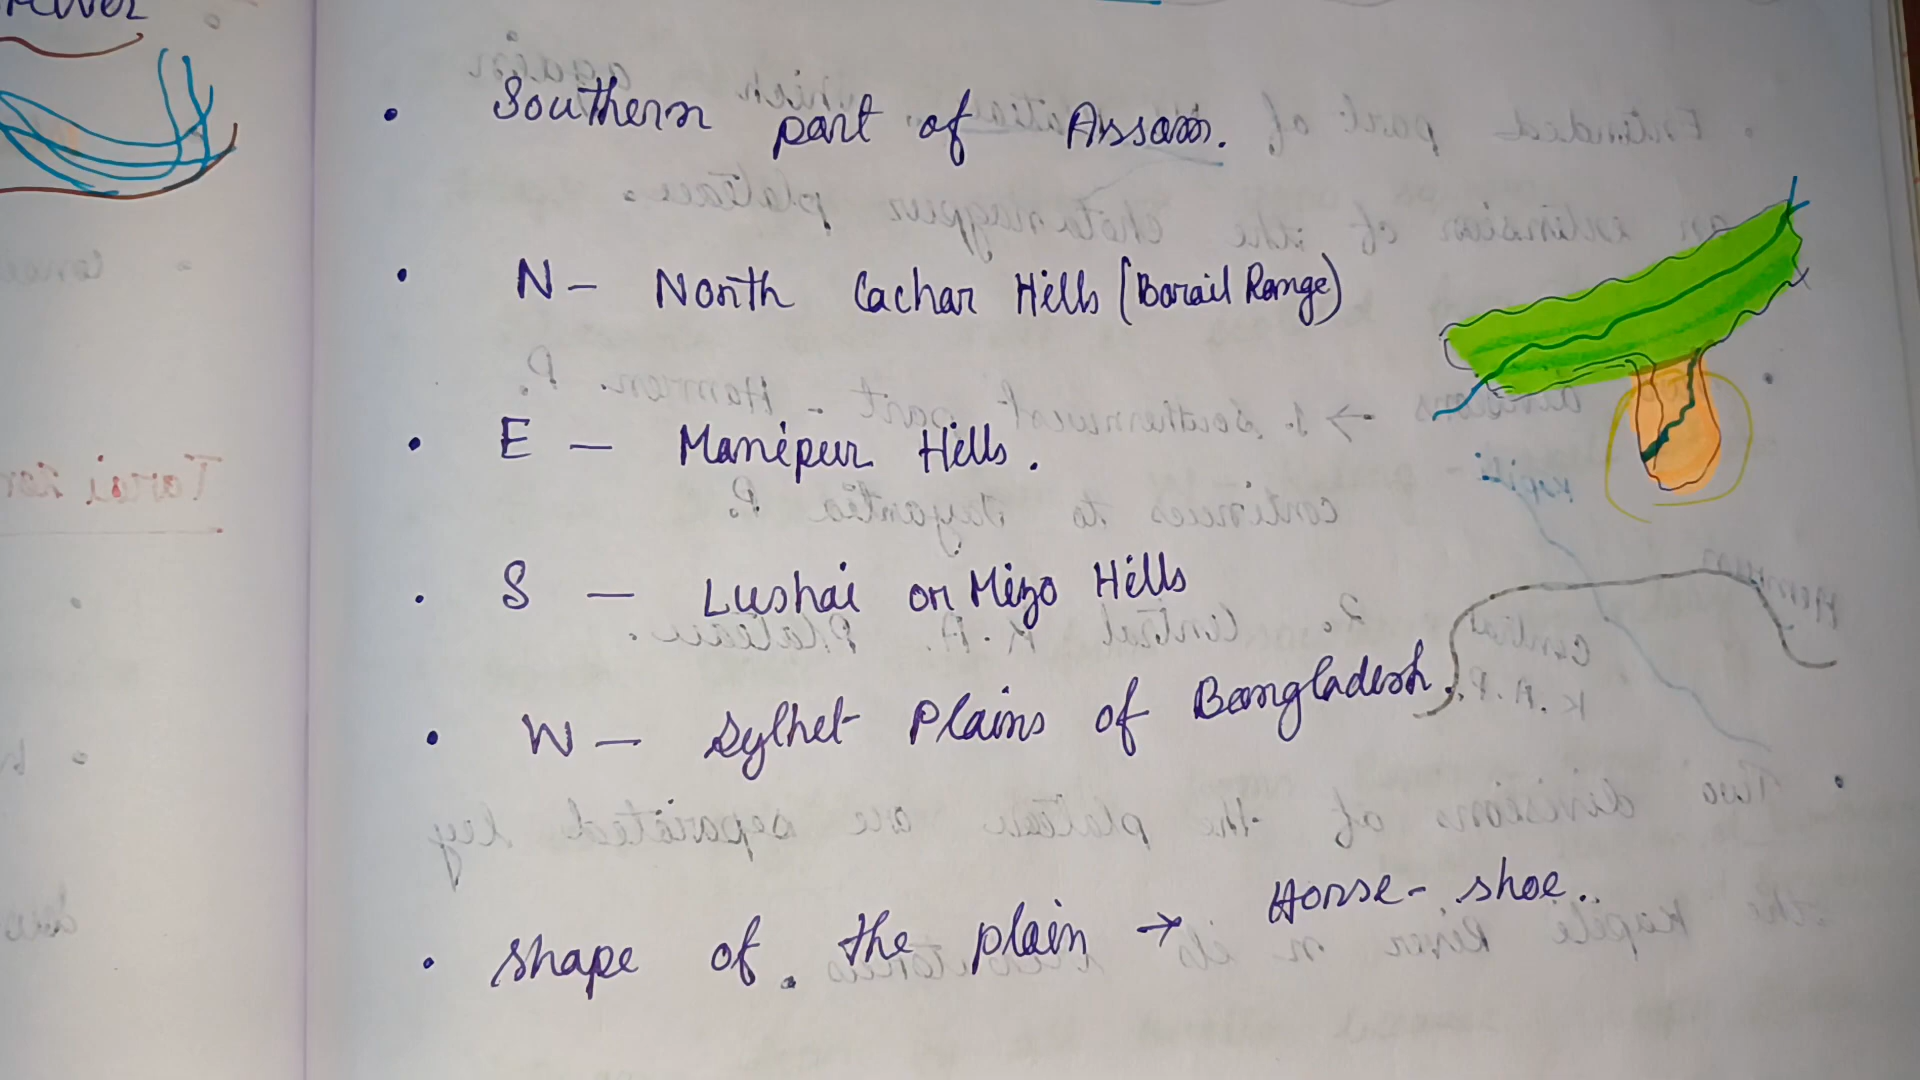 • Southern part of Assam.
• N - North Cachar Hills (Borail Range)
• E - Manipur Hills.
• S - Lushai or Mizo Hills
• W - Sylhet Plains of Bangladesh.
• shape of the plain → Horse-shoe.